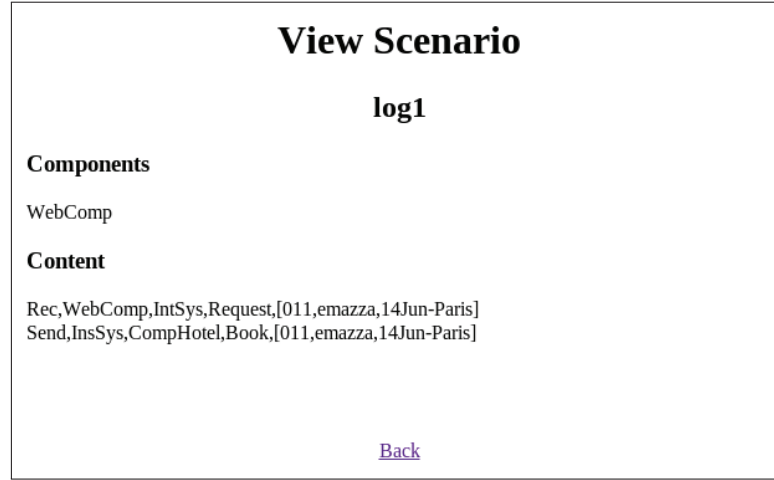 View Scenario
log1
Components
WebComp
Content
Rec,WebComp,IntSys,Request,[011,emazza,14Jun-Paris]
Send,InsSys,CompHotel,Book,[011,emazza,14Jun-Paris]
Back